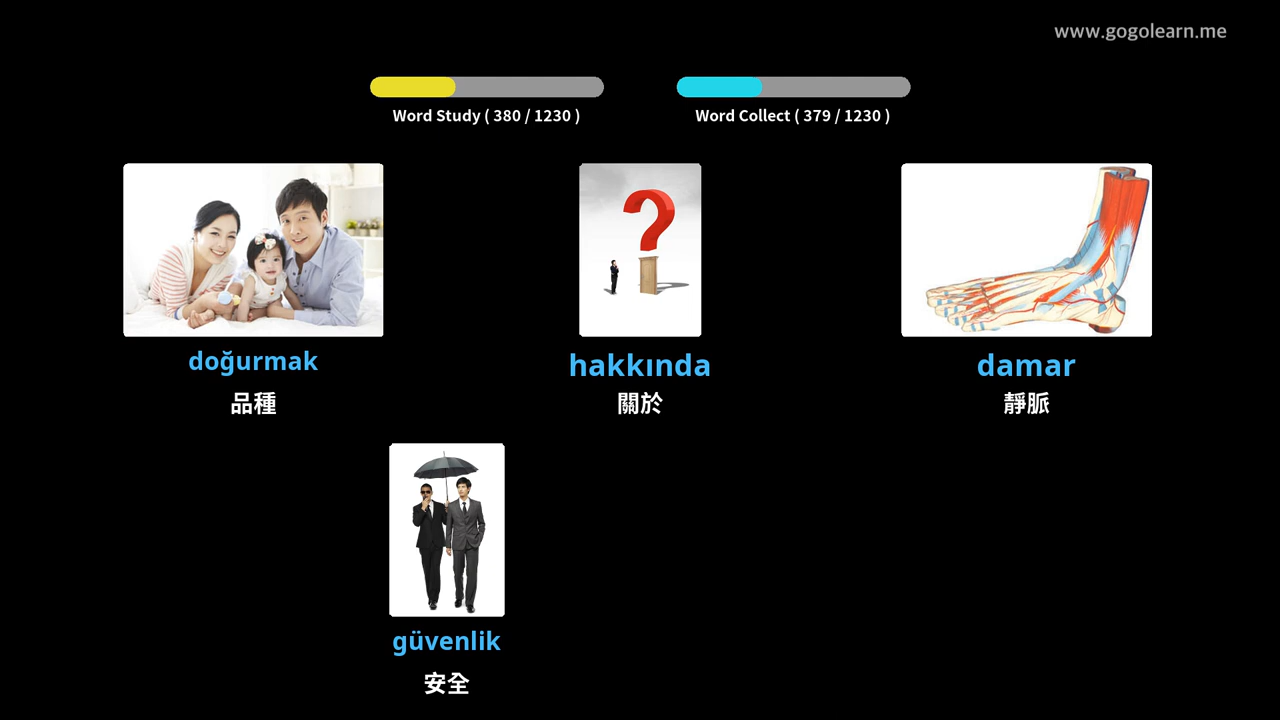 www.gogolearn.me
Word Study ( 380 / 1230 )
Word Collect ( 379 / 1230 )
doğurmak
品種
hakkında
關於
damar
靜脈
güvenlik
安全